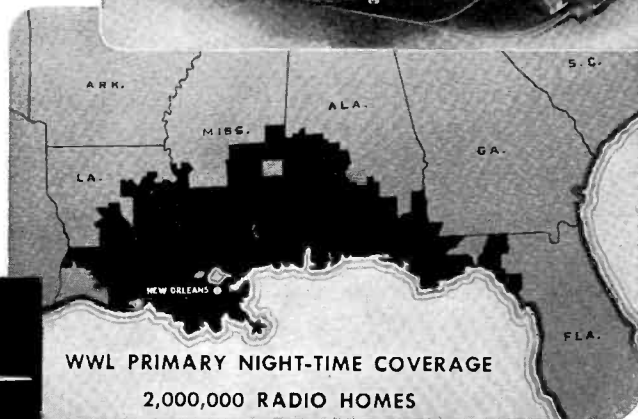 S.C.
ARK.
ALA.
MISS.
GA.
LA.
NEW ORLEANS
FLA.
WWL PRIMARY NIGHT-TIME COVERAGE
2,000,000 RADIO HOMES